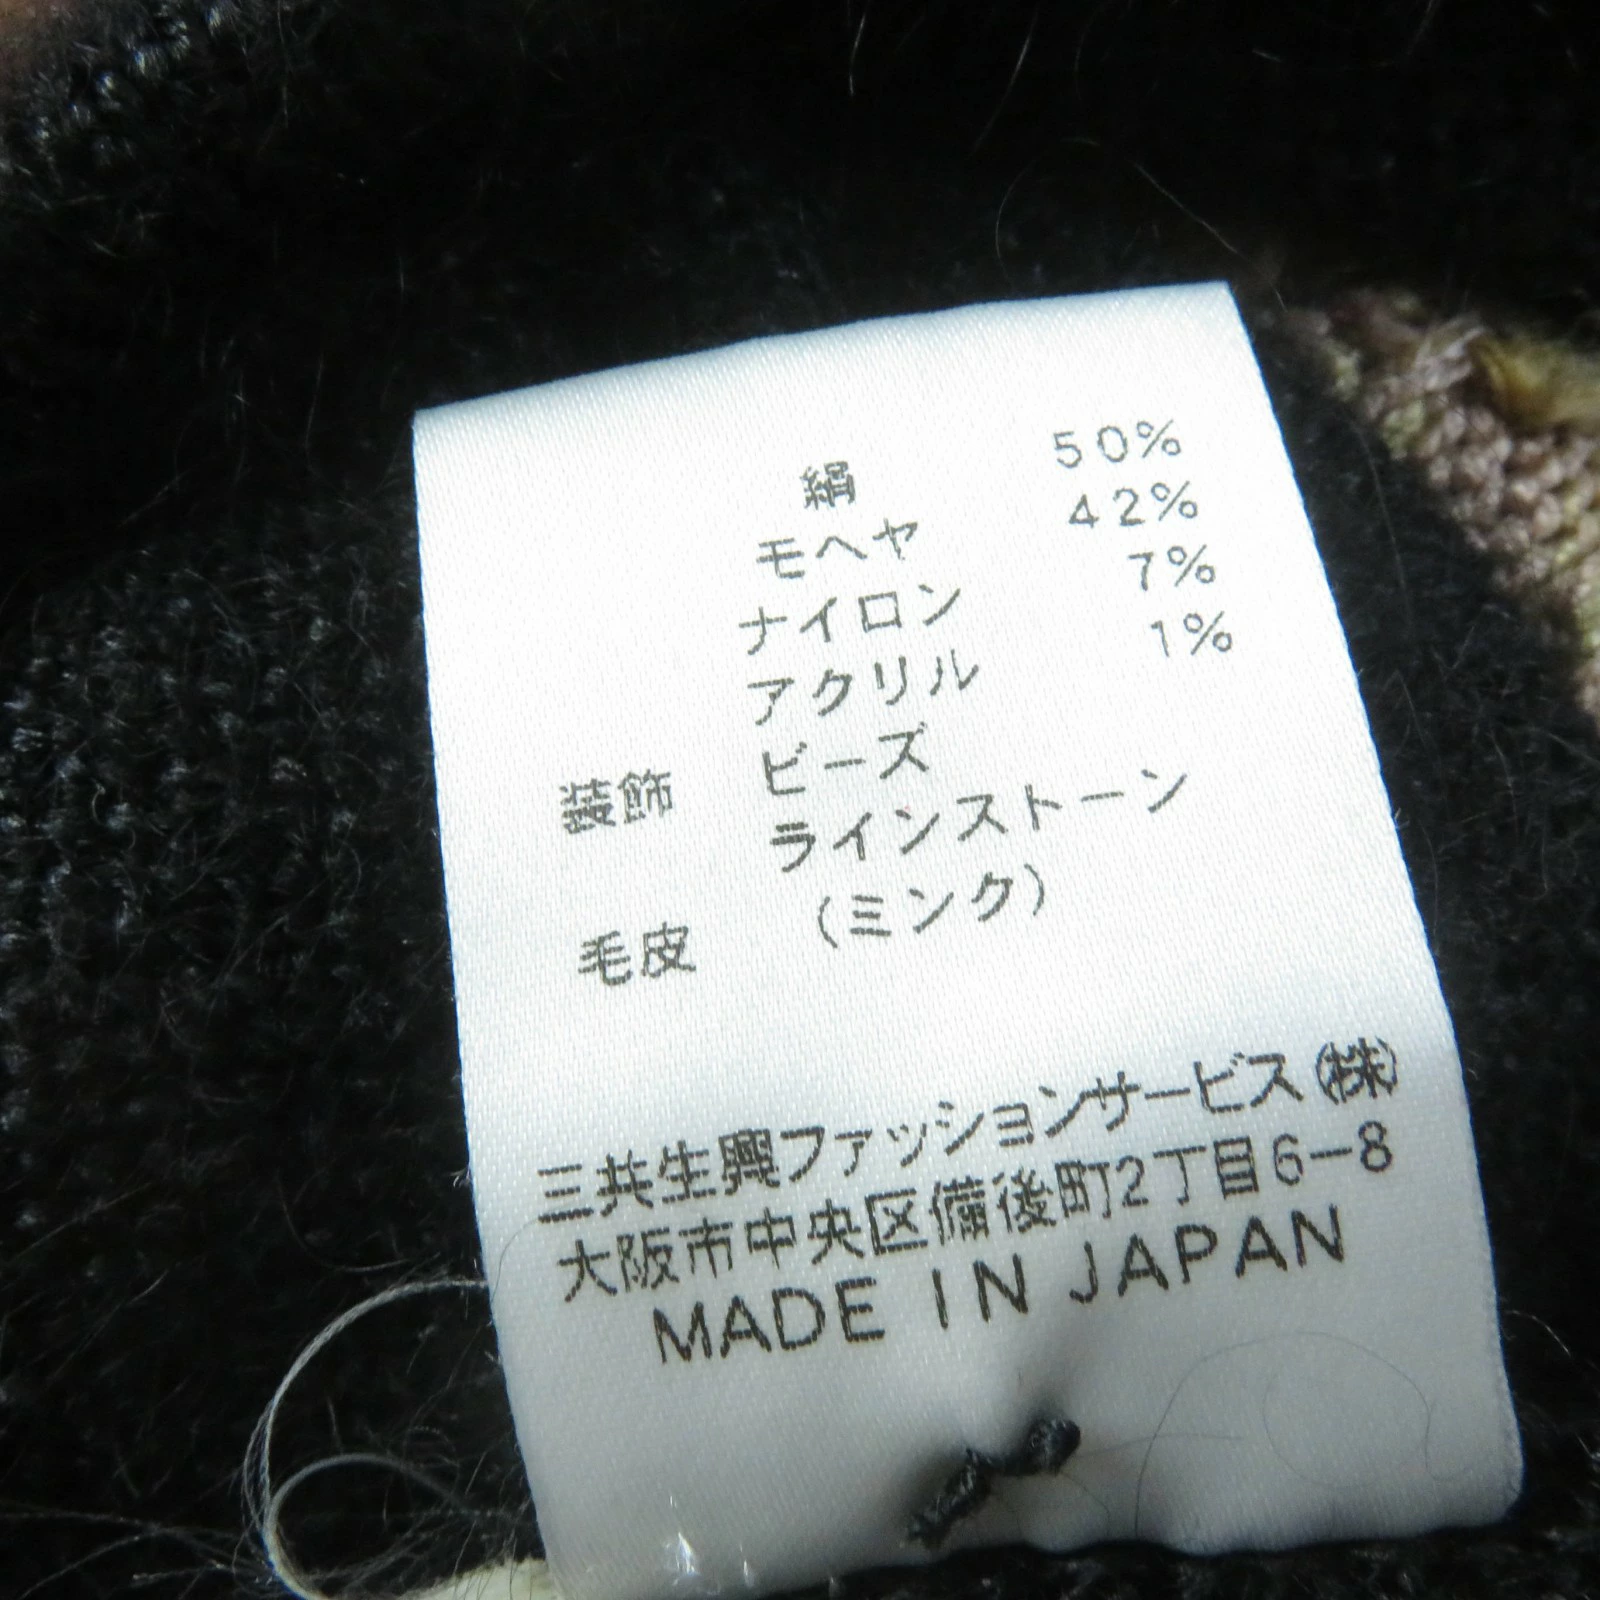 絹 50%
モヘヤ 42%
ナイロン 7%
アクリル 1%
装飾 ビーズ
ラインストーン
毛皮 (ミンク)
三共生興ファッションサービス(株)
大阪市中央区備後町2丁目6-8
MADE IN JAPAN